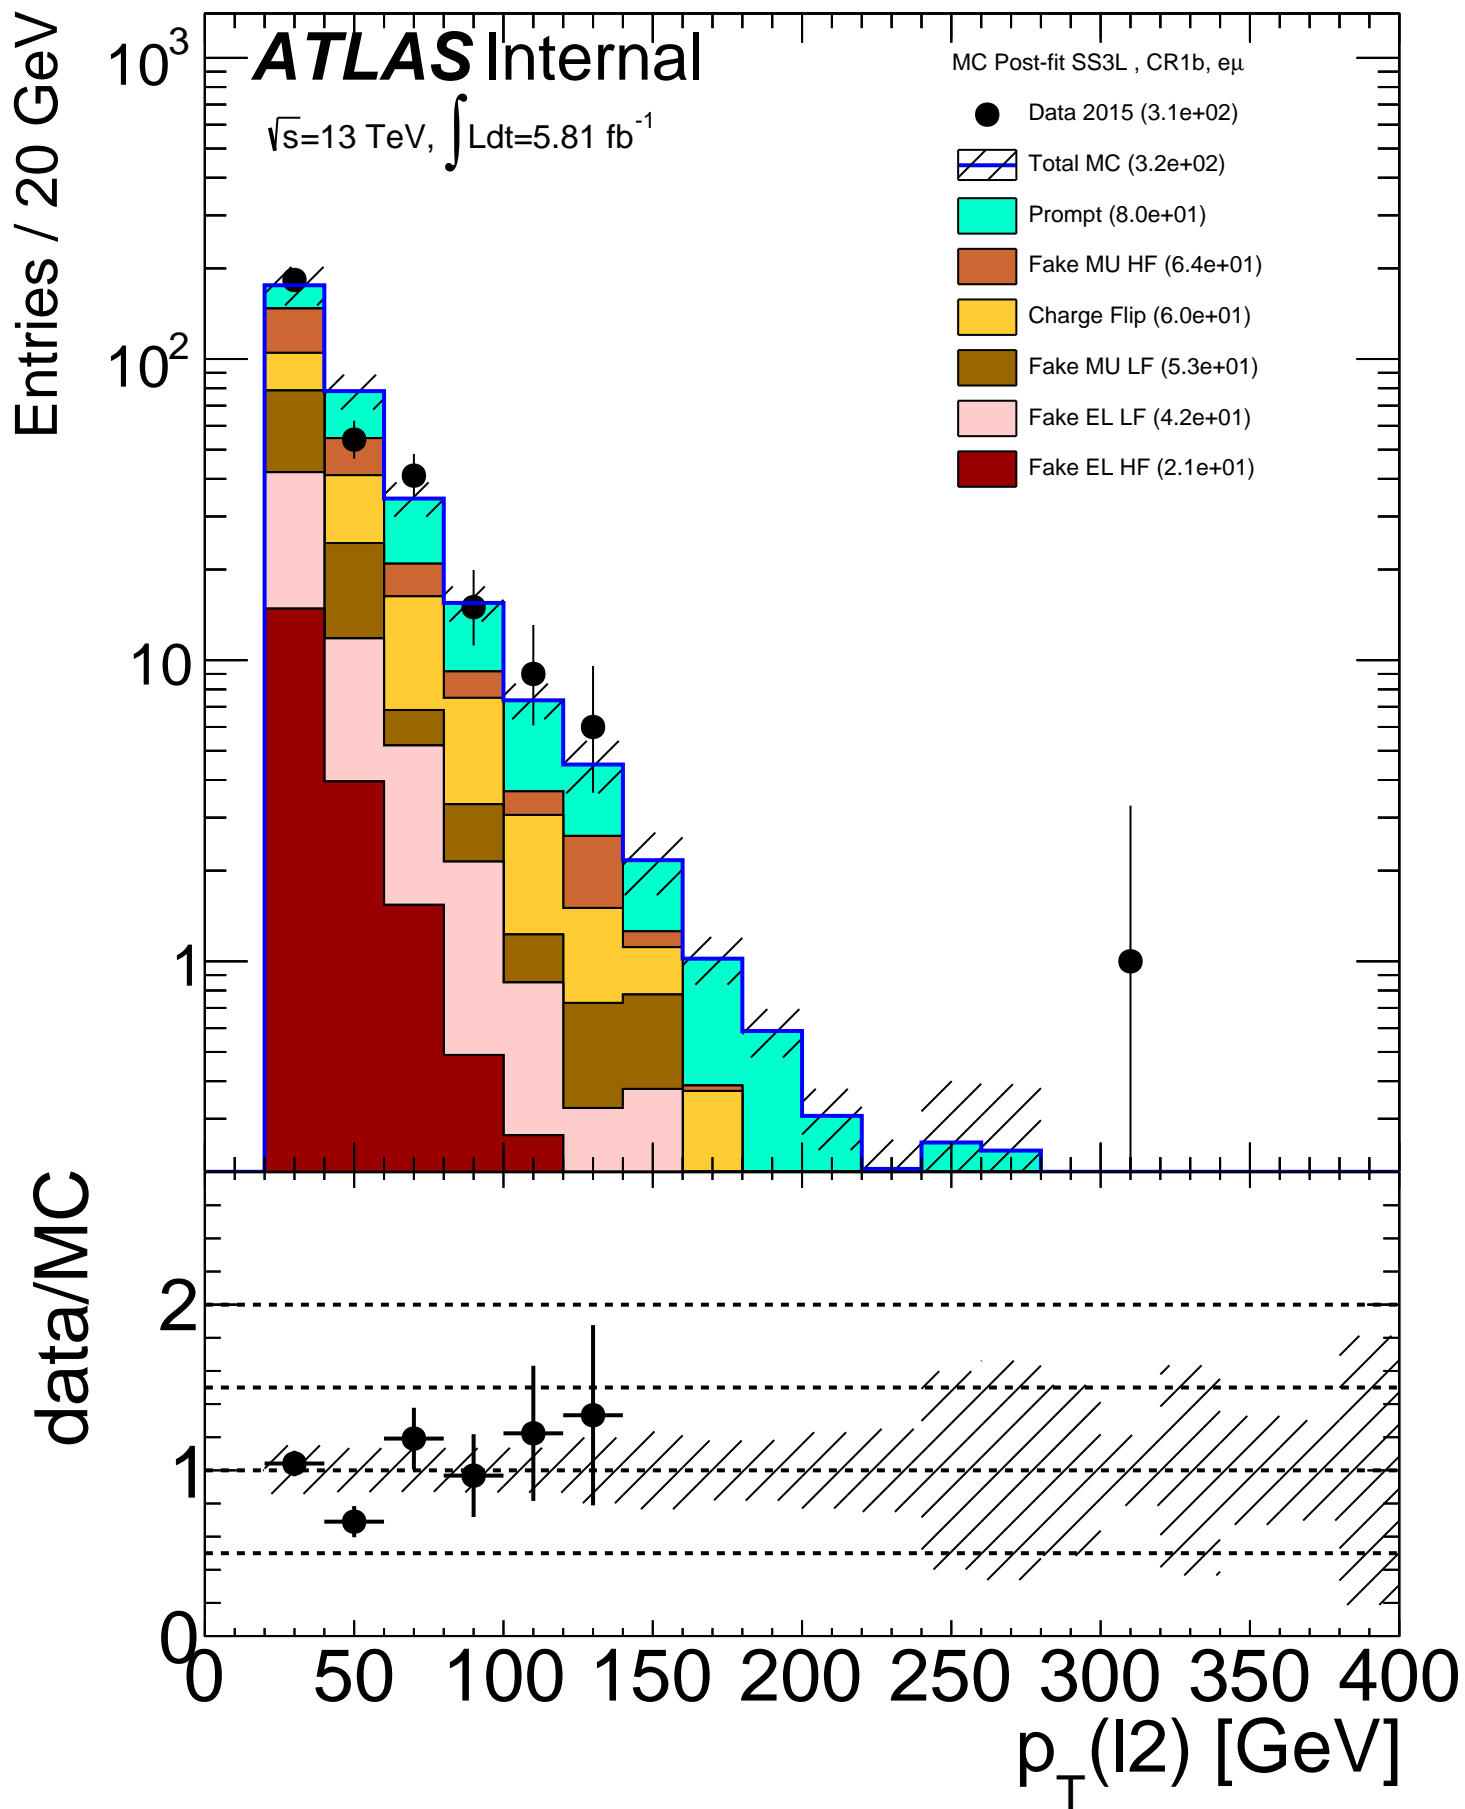 Entries / 20 GeV
10³
10²
10
1
ATLAS Internal
√s=13 TeV, ∫Ldt=5.81 fb⁻¹
MC Post-fit SS3L , CR1b, eμ
Data 2015 (3.1e+02)
Total MC (3.2e+02)
Prompt (8.0e+01)
Fake MU HF (6.4e+01)
Charge Flip (6.0e+01)
Fake MU LF (5.3e+01)
Fake EL LF (4.2e+01)
Fake EL HF (2.1e+01)
data/MC
2
1
0
0 50 100 150 200 250 300 350 400
p_T(l2) [GeV]